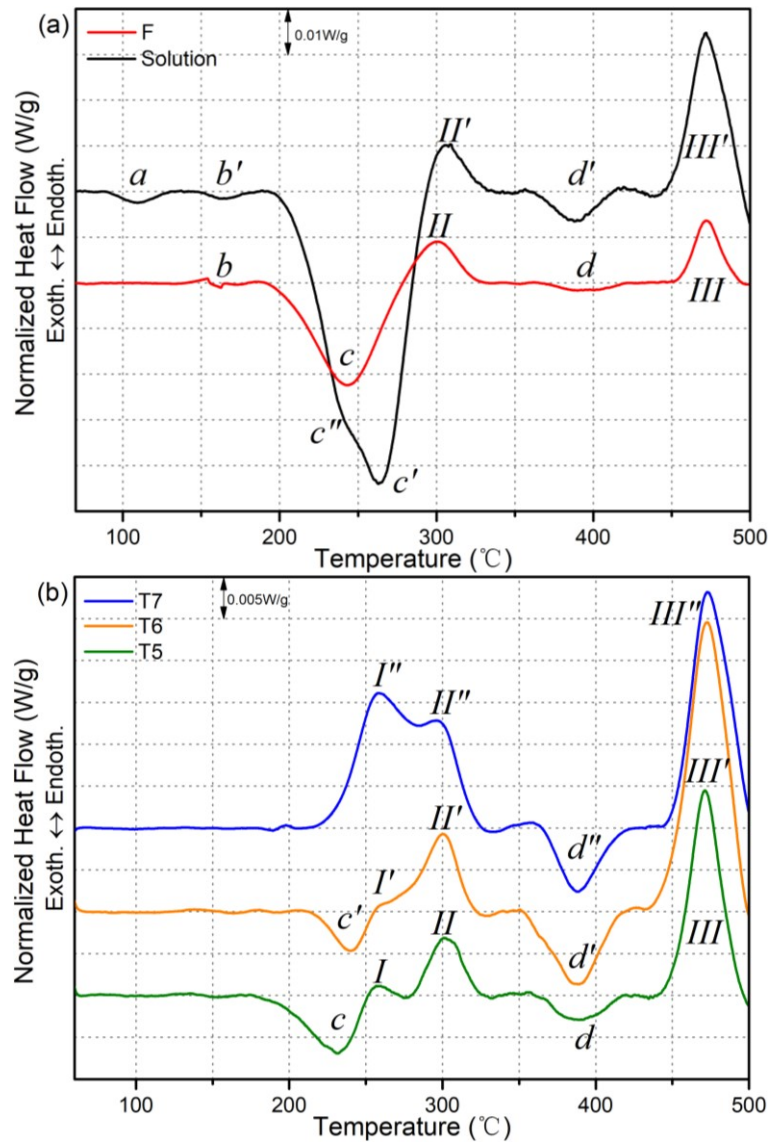 (a)
0.01W/g
F
Solution
II'
III'
a
b'
d'
II
b
d
III
c
c"
c'
Normalized Heat Flow (W/g)
Exoth. ↔ Endoth.
100 200 300 400 500
Temperature (℃)
(b)
0.005W/g
T7
T6
T5
III"
I"
II"
II'
d"
III'
I'
c'
II
d'
I
III
c
d
Normalized Heat Flow (W/g)
Exoth. ↔ Endoth.
100 200 300 400 500
Temperature (℃)